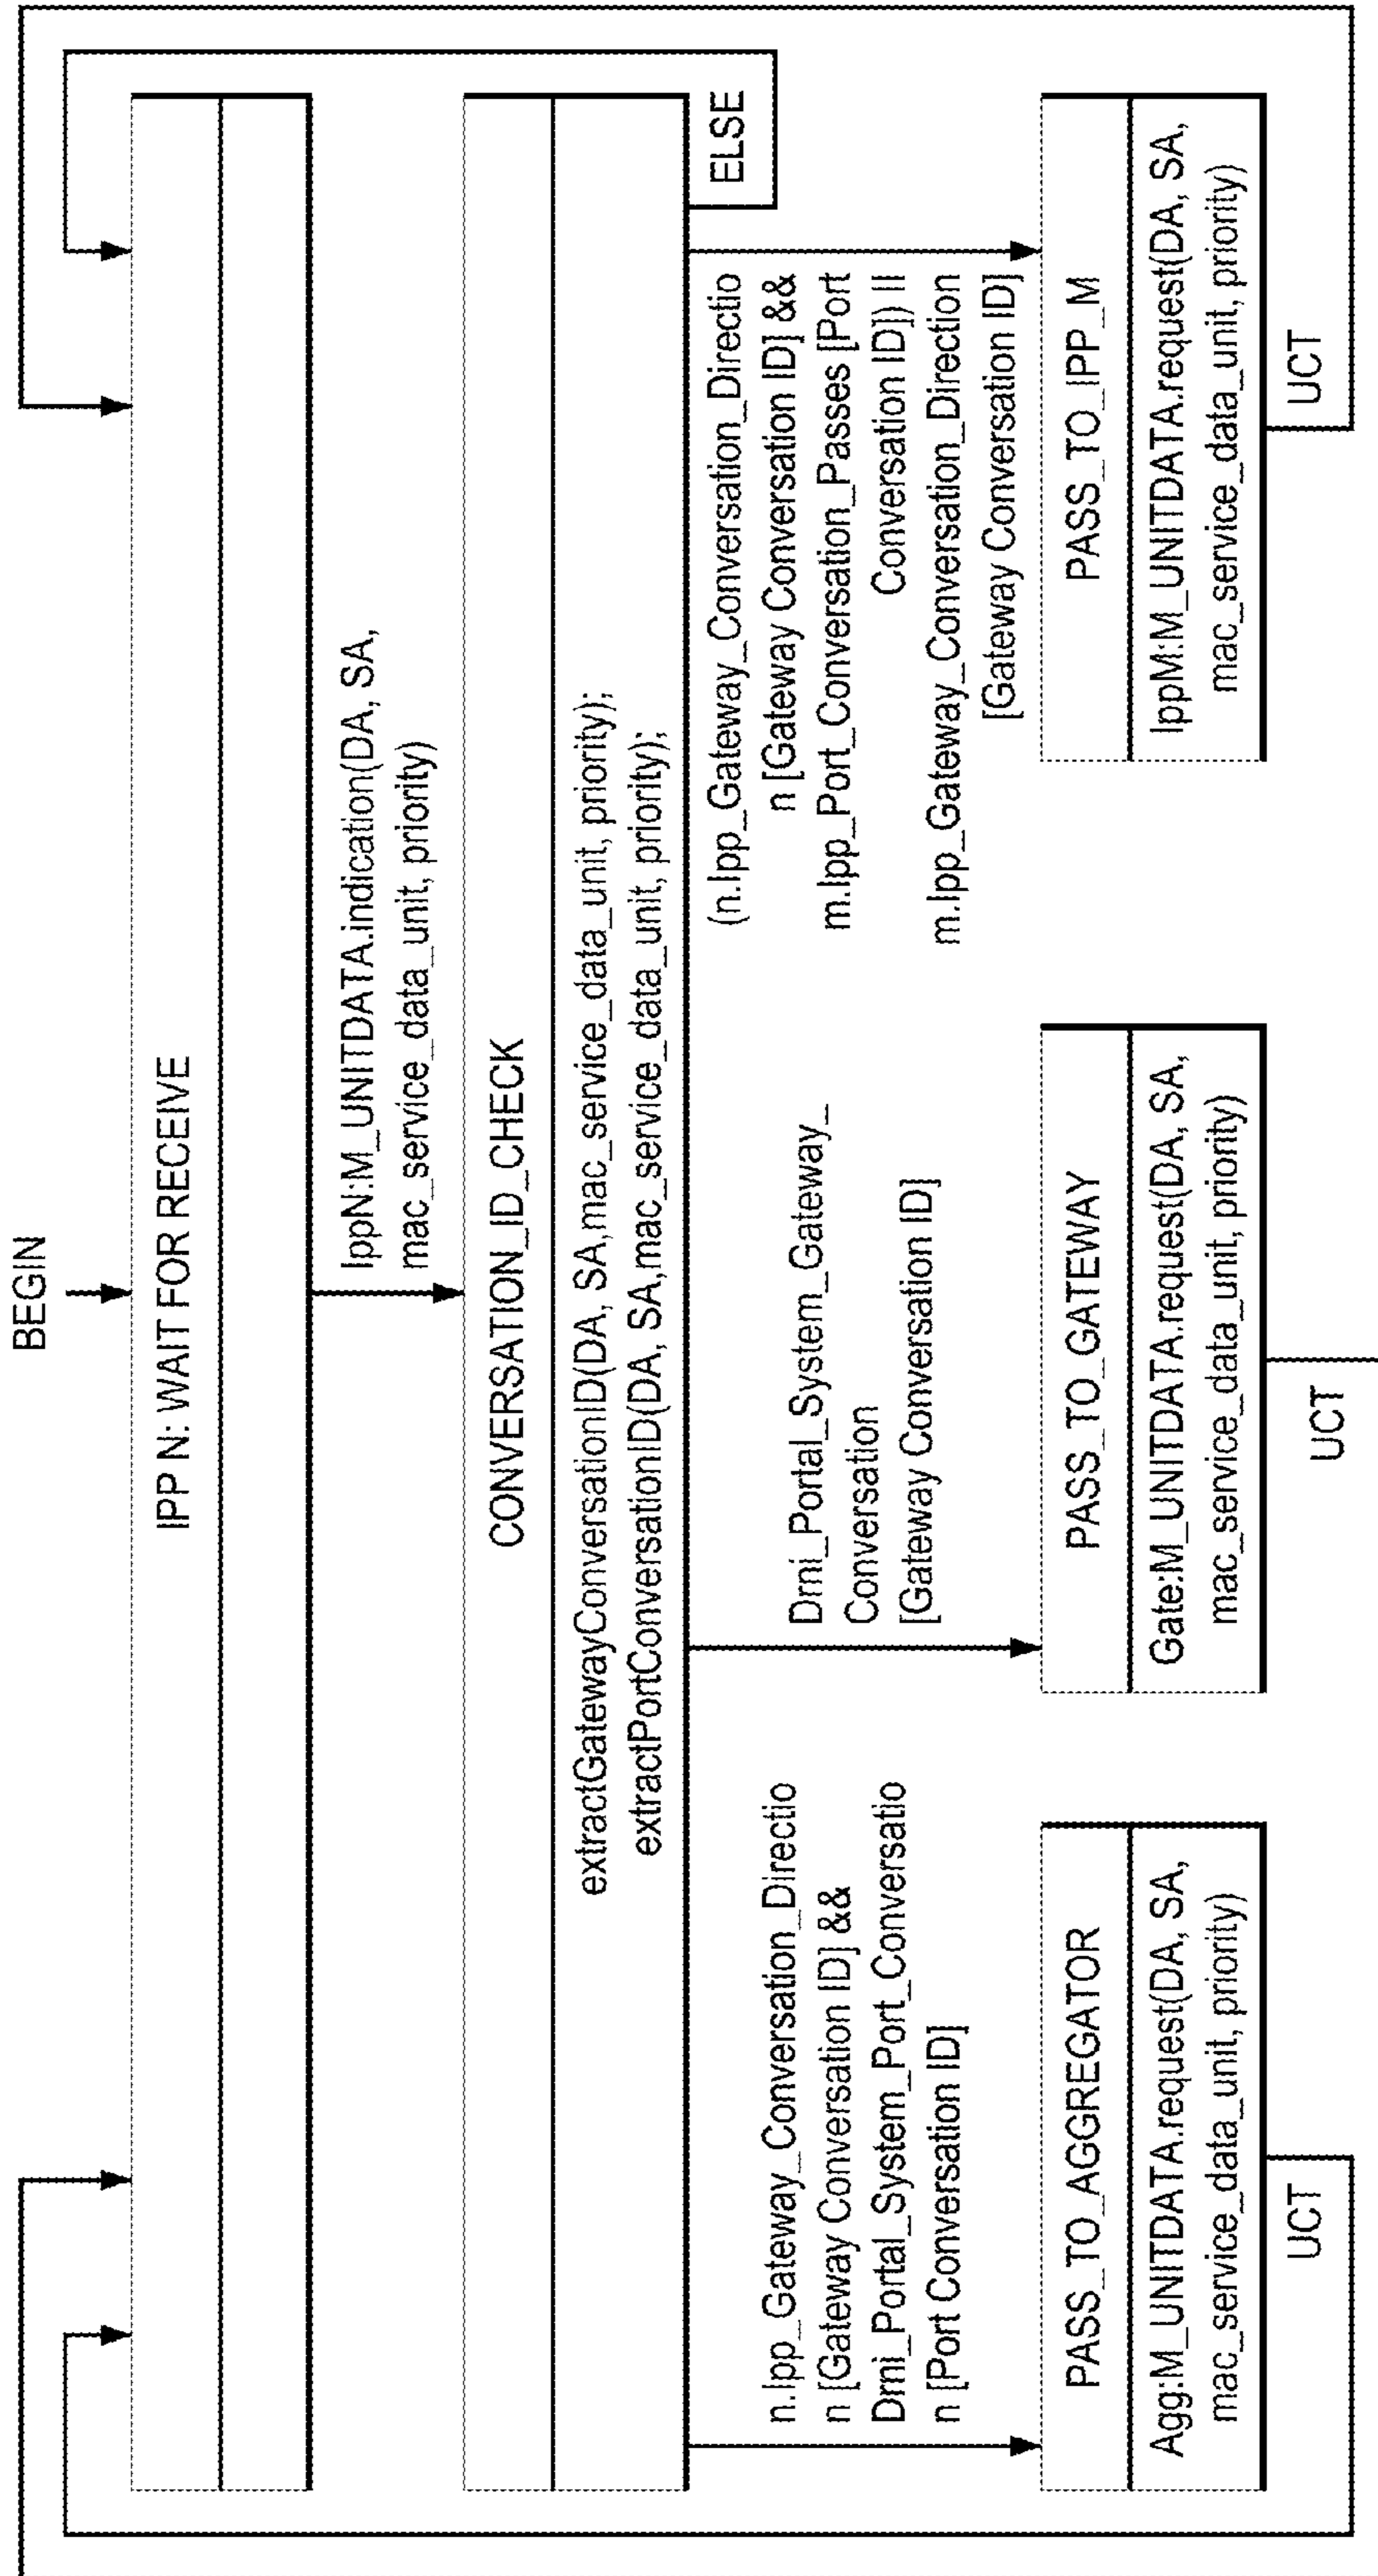 BEGIN
IPP N: WAIT FOR RECEIVE
IppN:M_UNITDATA.indication(DA, SA,
mac_service_data_unit, priority)
CONVERSATION_ID_CHECK
extractGatewayConversationID(DA, SA,mac_service_data_unit, priority);
extractPortConversationID(DA, SA,mac_service_data_unit, priority);
n.Ipp_Gateway_Conversation_Directio
n [Gateway Conversation ID] &&
Drni_Portal_System_Port_Conversatio
n [Port Conversation ID]
Drni_Portal_System_Gateway_
Conversation
[Gateway Conversation ID]
(n.Ipp_Gateway_Conversation_Directio
n [Gateway Conversation ID] &&
m.Ipp_Port_Conversation_Passes [Port
Conversation ID]) ||
m.Ipp_Gateway_Conversation_Direction
[Gateway Conversation ID]
ELSE
PASS_TO_AGGREGATOR
Agg:M_UNITDATA.request(DA, SA,
mac_service_data_unit, priority)
UCT
PASS_TO_GATEWAY
Gate:M_UNITDATA.request(DA, SA,
mac_service_data_unit, priority)
UCT
PASS_TO_IPP_M
IppM:M_UNITDATA.request(DA, SA,
mac_service_data_unit, priority)
UCT